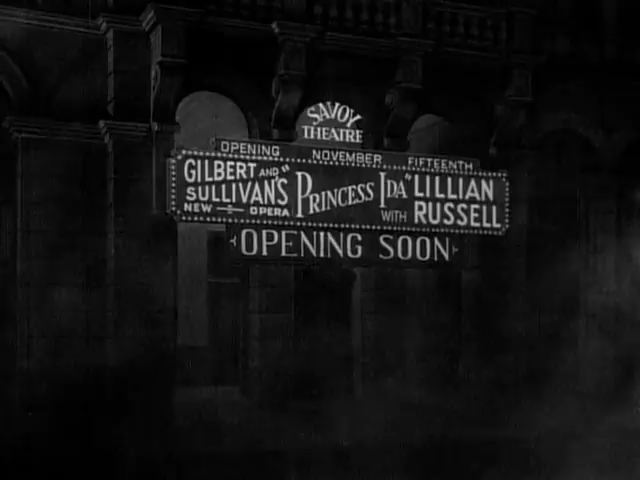 SAVOY
THEATRE
OPENING NOVEMBER FIFTEENTH
GILBERT AND
SULLIVAN'S
NEW OPERA
"PRINCESS IDA"
WITH
LILLIAN
RUSSELL
OPENING SOON